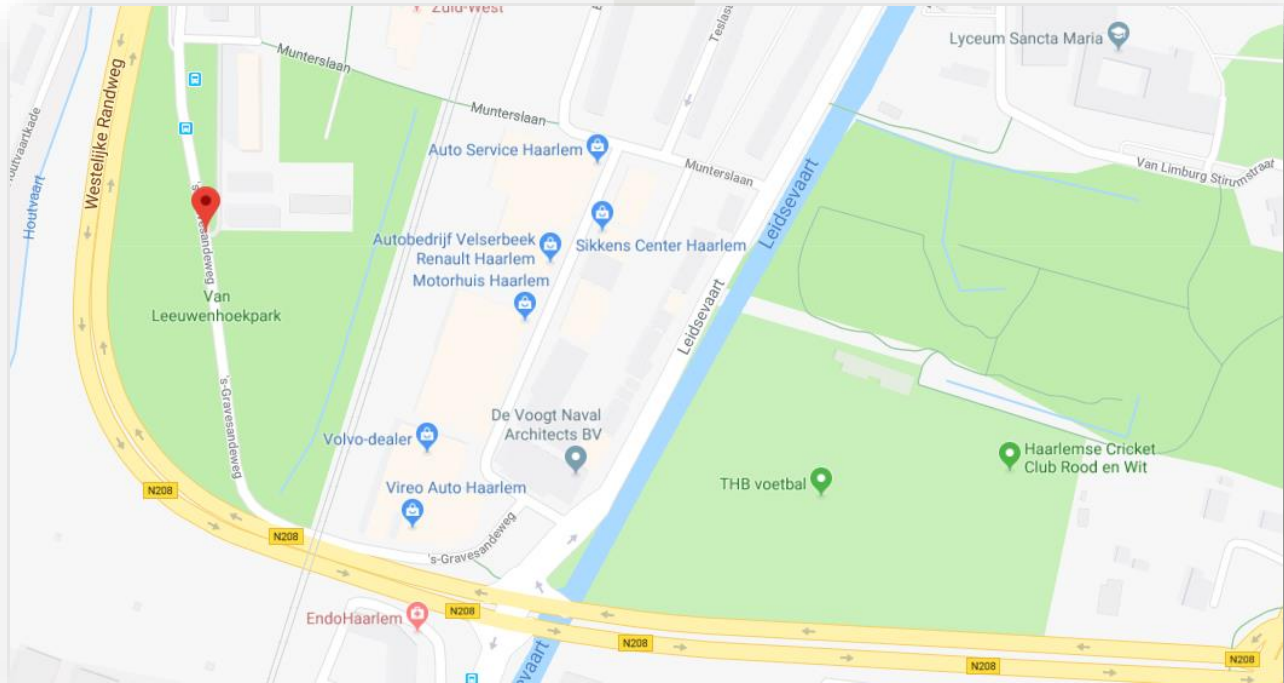 Zuid-West
Teslas
Lyceum Sancta Maria
Munterslaan
Westelijke Randweg
Munterslaan
Auto Service Haarlem
Munterslaan
Leidsevaart
Van Limburg Stirumstraat
Houtvaart
Autobedrijf Velserbeek
Renault Haarlem
Motorhuis Haarlem
Sikkens Center Haarlem
Van
Leeuwenhoekpark
Leidsevaart
's-Gravesandeweg
De Voogt Naval
Architects BV
Volvo-dealer
Haarlemse Cricket
Club Rood en Wit
THB voetbal
Vireo Auto Haarlem
N208
N208
's-Gravesandeweg
N208
EndoHaarlem
N208
N208
N208